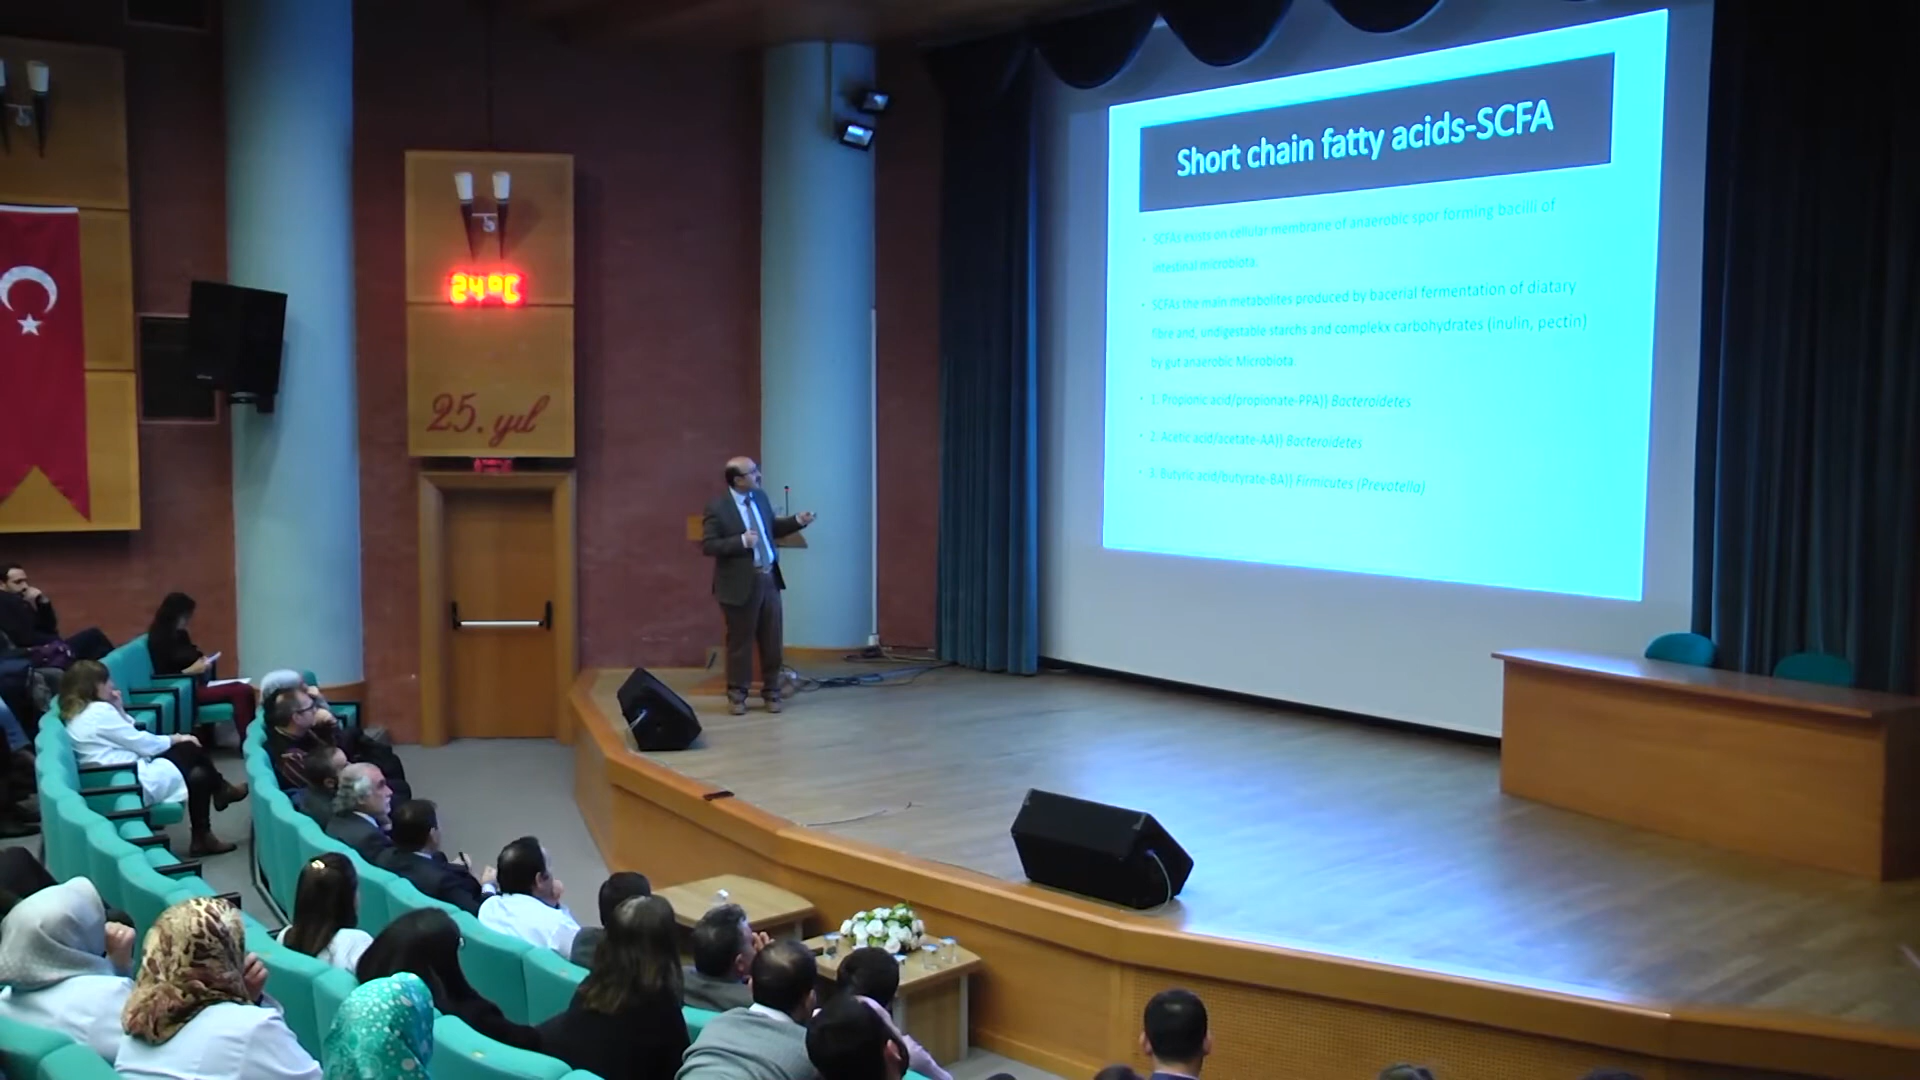 24°C
25. yıl
Short chain fatty acids-SCFA
• SCFAs exists on cellular membrane of anaerobic spor forming bacilli of
intestinal microbiota.
• SCFAs the main metabolites produced by bacerial fermentation of diatary
fibre and, undigestable starchs and complekx carbohydrates (inulin, pectin)
by gut anaerobic Microbiota.
• 1. Propionic acid/propionate-PPA)) Bacteroidetes
• 2. Acetic acid/acetate-AA)) Bacteroidetes
• 3. Butyric acid/butyrate-BA)) Firmicutes (Prevotella)